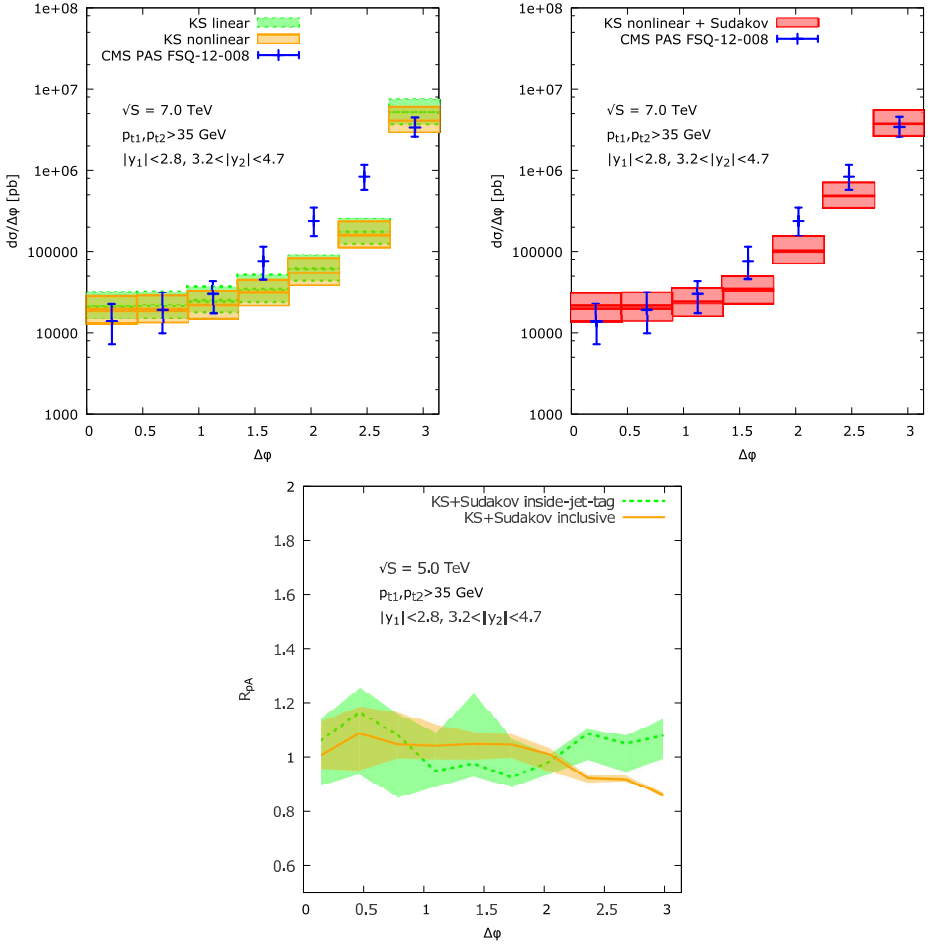 KS linear
KS nonlinear
CMS PAS FSQ-12-008
√S = 7.0 TeV
p_{t1},p_{t2}>35 GeV
|y_1|<2.8, 3.2<|y_2|<4.7
dσ/Δφ [pb]
1e+08
1e+07
1e+06
100000
10000
1000
0 0.5 1 1.5 2 2.5 3
Δφ
KS nonlinear + Sudakov
CMS PAS FSQ-12-008
√S = 7.0 TeV
p_{t1},p_{t2}>35 GeV
|y_1|<2.8, 3.2<|y_2|<4.7
dσ/Δφ [pb]
1e+08
1e+07
1e+06
100000
10000
1000
0 0.5 1 1.5 2 2.5 3
Δφ
KS+Sudakov inside-jet-tag
KS+Sudakov inclusive
√S = 5.0 TeV
p_{t1},p_{t2}>35 GeV
|y_1|<2.8, 3.2<|y_2|<4.7
R_{pA}
2
1.8
1.6
1.4
1.2
1
0.8
0.6
0 0.5 1 1.5 2 2.5 3
Δφ